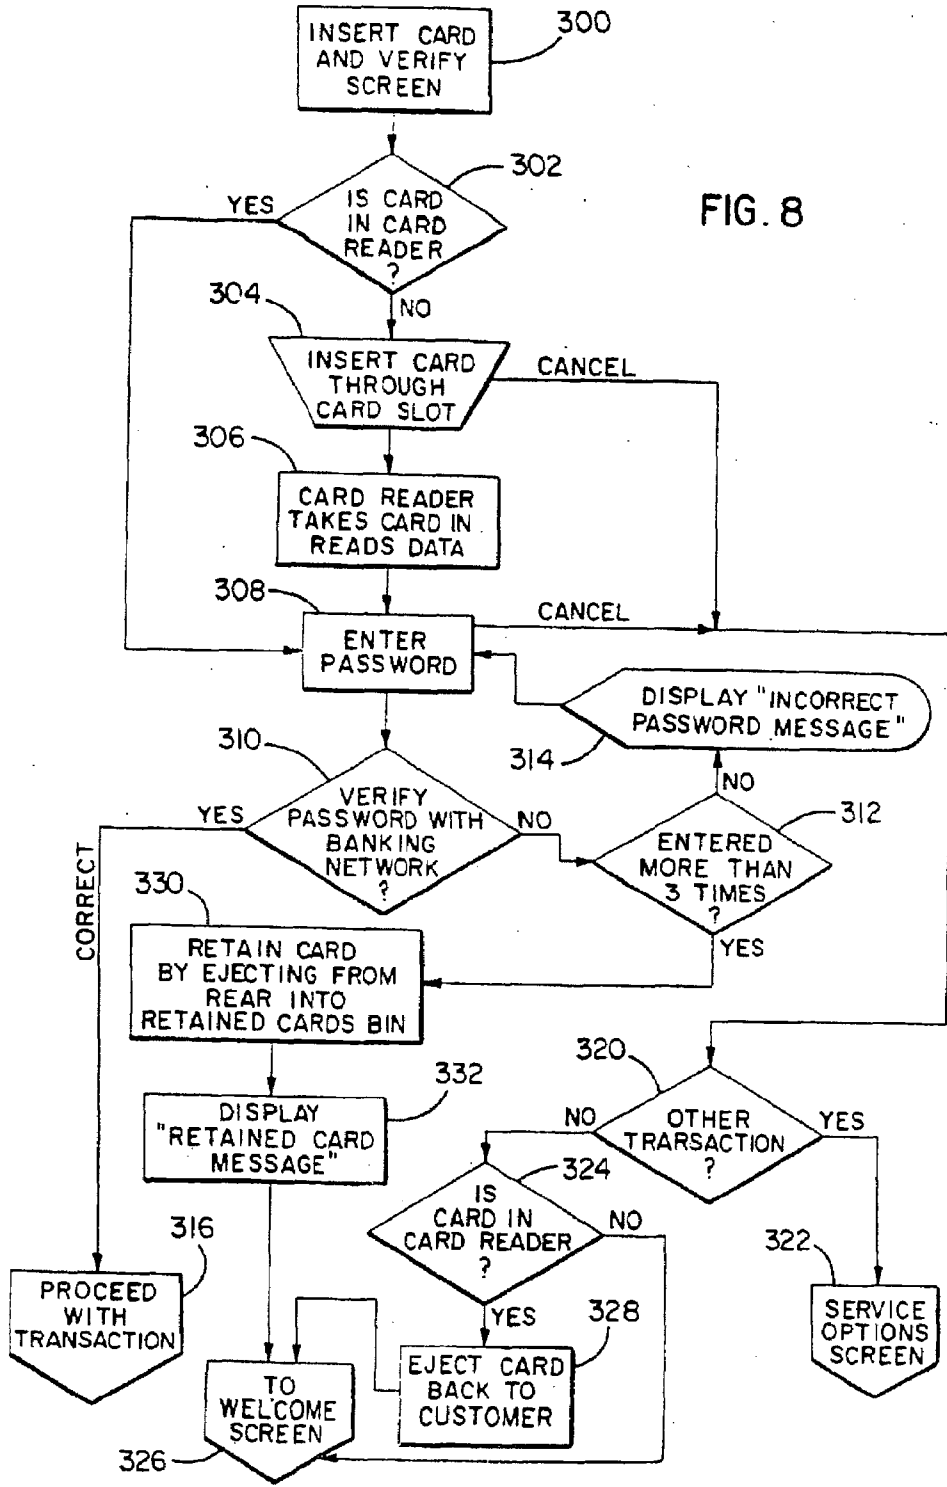 300
INSERT CARD
AND VERIFY
SCREEN
302
FIG. 8
YES
IS CARD
IN CARD
READER
?
304
NO
INSERT CARD
THROUGH
CARD SLOT
CANCEL
306
CARD READER
TAKES CARD IN
READS DATA
308
CANCEL
ENTER
PASSWORD
DISPLAY "INCORRECT
PASSWORD MESSAGE"
314
310
NO
312
YES
VERIFY
PASSWORD WITH
BANKING
NETWORK
?
NO
ENTERED
MORE THAN
3 TIMES
?
CORRECT
YES
330
RETAIN CARD
BY EJECTING FROM
REAR INTO
RETAINED CARDS BIN
320
332
DISPLAY
"RETAINED CARD
MESSAGE"
NO
OTHER
TRARSACTION
?
YES
324
IS
CARD IN
CARD READER
?
NO
316
322
PROCEED
WITH
TRANSACTION
YES
328
SERVICE
OPTIONS
SCREEN
EJECT CARD
BACK TO
CUSTOMER
TO
WELCOME
SCREEN
326